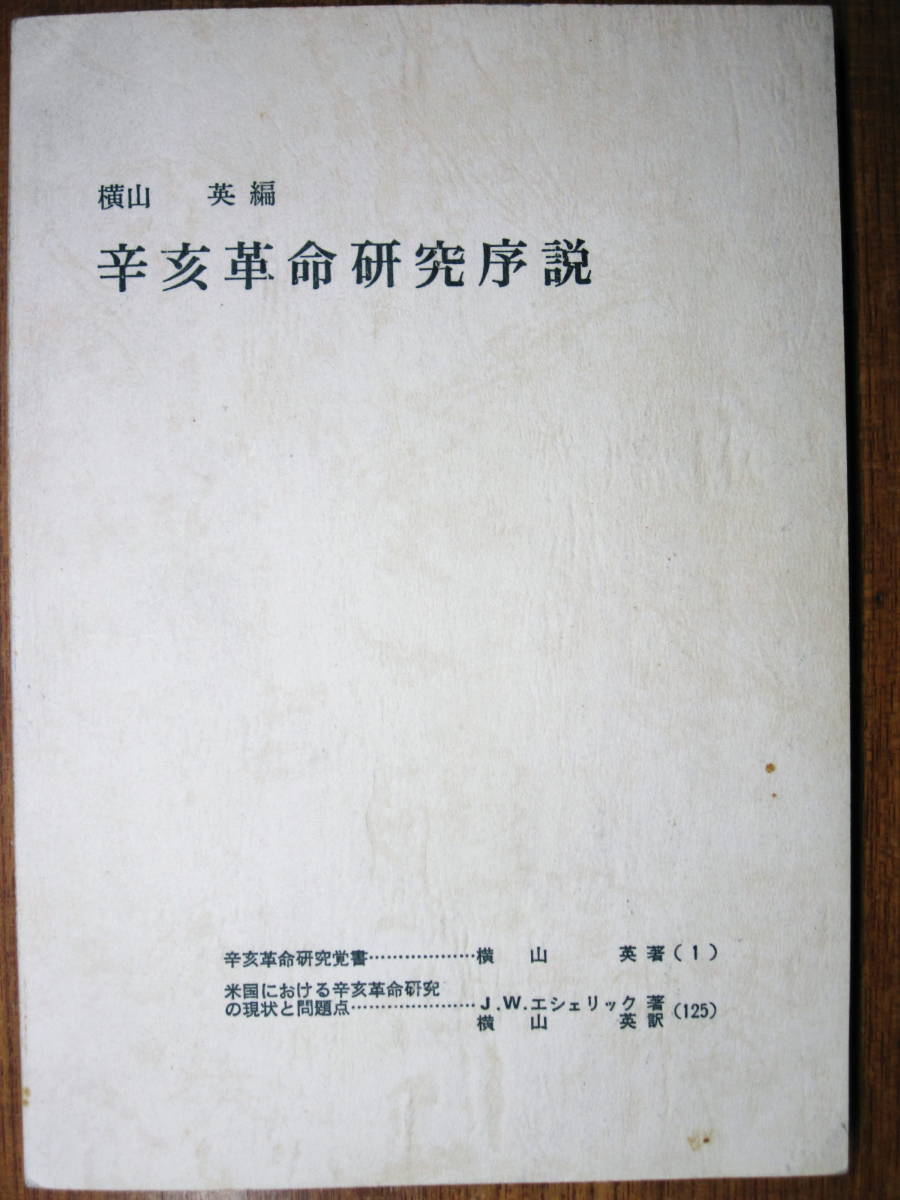 横山　英編
辛亥革命研究序説
辛亥革命研究覚書………………横　山　　英著（1）
米国における辛亥革命研究
の現状と問題点…………………J.W.エシェリック 著（125）
横　山　　英訳